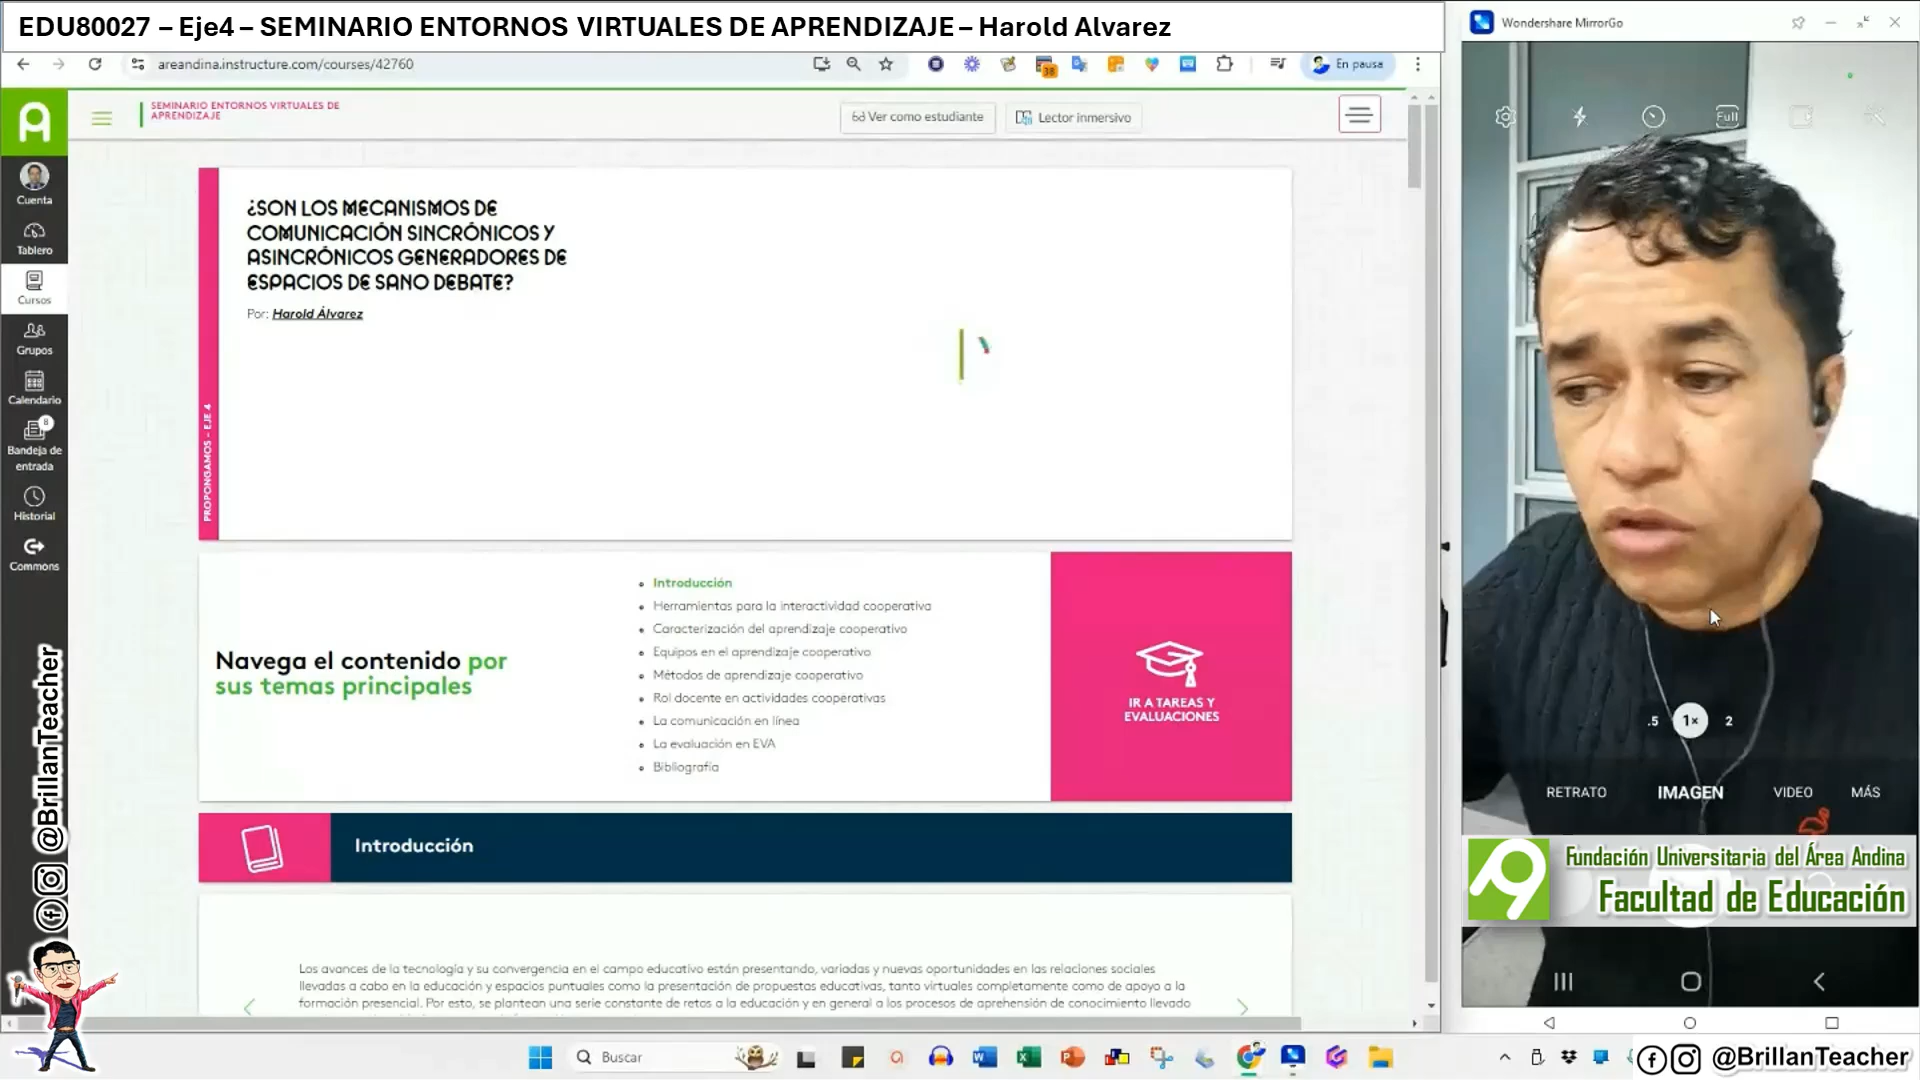 EDU80027 – Eje4 – SEMINARIO ENTORNOS VIRTUALES DE APRENDIZAJE – Harold Alvarez
Wondershare MirrorGo
areandina.instructure.com/courses/42760
38
En pausa
SEMINARIO ENTORNOS VIRTUALES DE
APRENDIZAJE
Ver como estudiante
Lector inmersivo
Full
Cuenta
Tablero
Cursos
Grupos
Calendario
8
Bandeja de
entrada
Historial
Commons
¿SON LOS MECANISMOS DE
COMUNICACIÓN SINCRÓNICOS Y
ASINCRÓNICOS GENERADORES DE
ESPACIOS DE SANO DEBATE?
Por: Harold Álvarez
PROPONGAMOS - EJE 4
Navega el contenido por
sus temas principales
Introducción
Herramientas para la interactividad cooperativa
Caracterización del aprendizaje cooperativo
Equipos en el aprendizaje cooperativo
Métodos de aprendizaje cooperativo
Rol docente en actividades cooperativas
La comunicación en línea
La evaluación en EVA
Bibliografía
IR A TAREAS Y
EVALUACIONES
Introducción
Los avances de la tecnología y su convergencia en el campo educativo están presentando, variadas y nuevas oportunidades en las relaciones sociales
llevadas a cabo en la educación y espacios puntuales como la presentación de propuestas educativas, tanto virtuales completamente como de apoyo a la
formación presencial. Por esto, se plantean una serie constante de retos a la educación y en general a los procesos de aprehensión de conocimiento llevado
@BrillanTeacher
.5 1× 2
RETRATO IMAGEN VIDEO MÁS
Fundación Universitaria del Área Andina
Facultad de Educación
Buscar
@BrillanTeacher